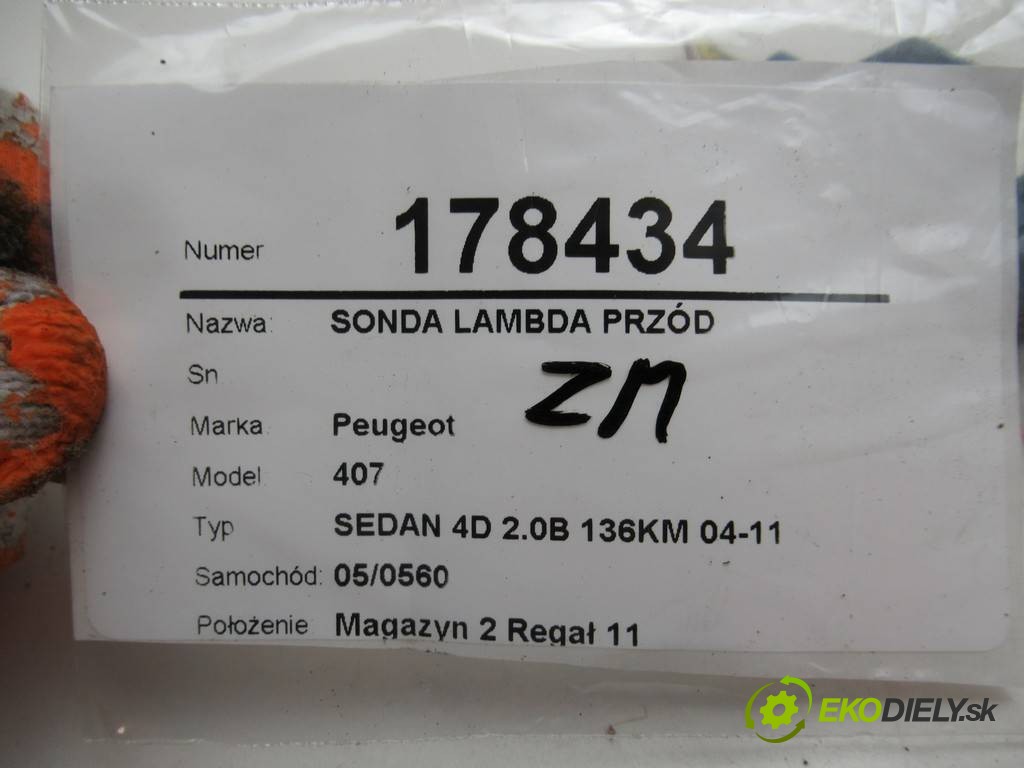 Numer 178434
Nazwa: SONDA LAMBDA PRZÓD
Sn
ZM
Marka Peugeot
Model 407
Typ SEDAN 4D 2.0B 136KM 04-11
Samochód: 05/0560
Położenie Magazyn 2 Regał 11
EKODIELY.sk